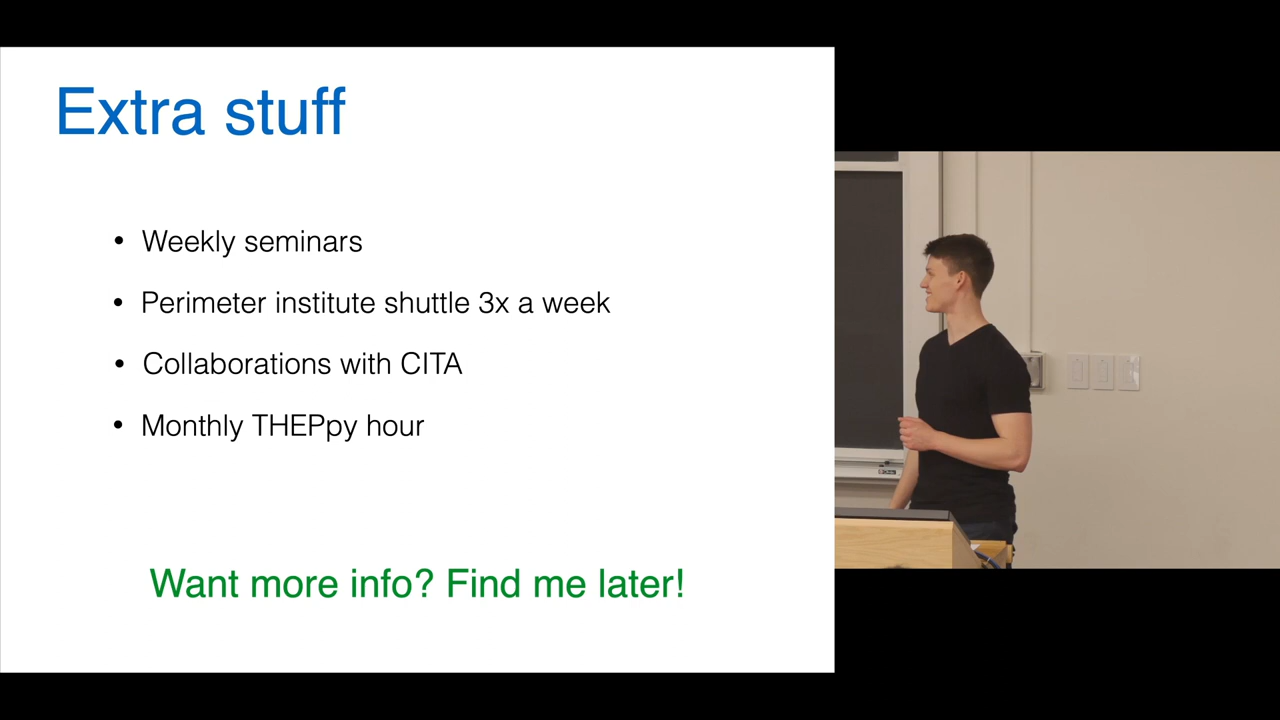 Extra stuff
• Weekly seminars
• Perimeter institute shuttle 3x a week
• Collaborations with CITA
• Monthly THEPpy hour
Want more info? Find me later!